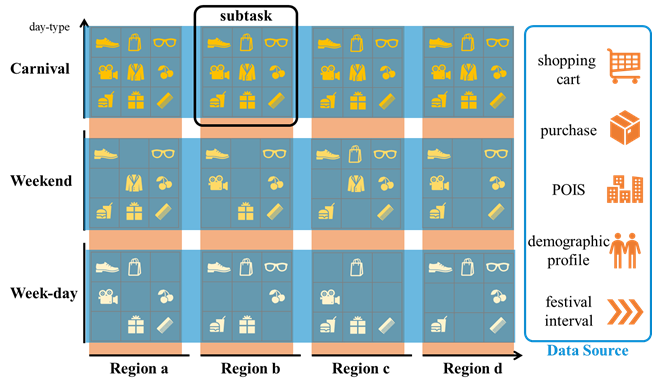 day-type
subtask
Carnival
Weekend
Week-day
Region a
Region b
Region c
Region d
shopping
cart
purchase
POIS
demographic
profile
festival
interval
Data Source